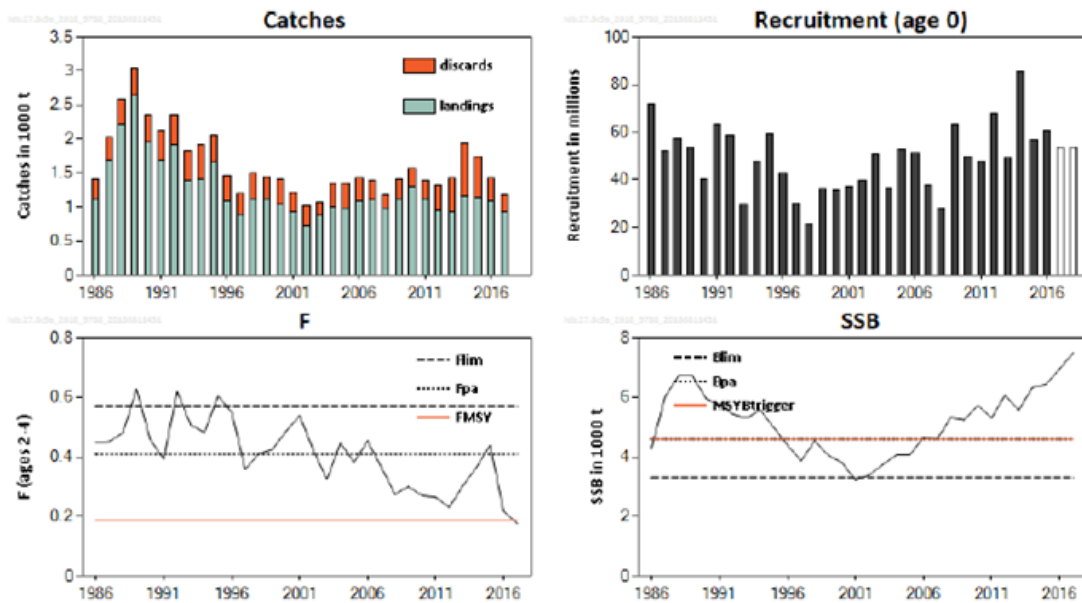 Catches
3.5
3
2.5
2
1.5
1
0.5
0
Catches in 1000 t
discards
landings
1986 1991 1996 2001 2006 2011 2016
Recruitment (age 0)
100
80
60
40
20
0
Recruitment in millions
1986 1991 1996 2001 2006 2011 2016
F
0.8
0.6
0.4
0.2
0
F (ages 2-4)
Flim
Fpa
FMSY
1986 1991 1996 2001 2006 2011 2016
SSB
8
6
4
2
0
SSB in 1000 t
Blim
Bpa
MSYBtrigger
1986 1991 1996 2001 2006 2011 2016